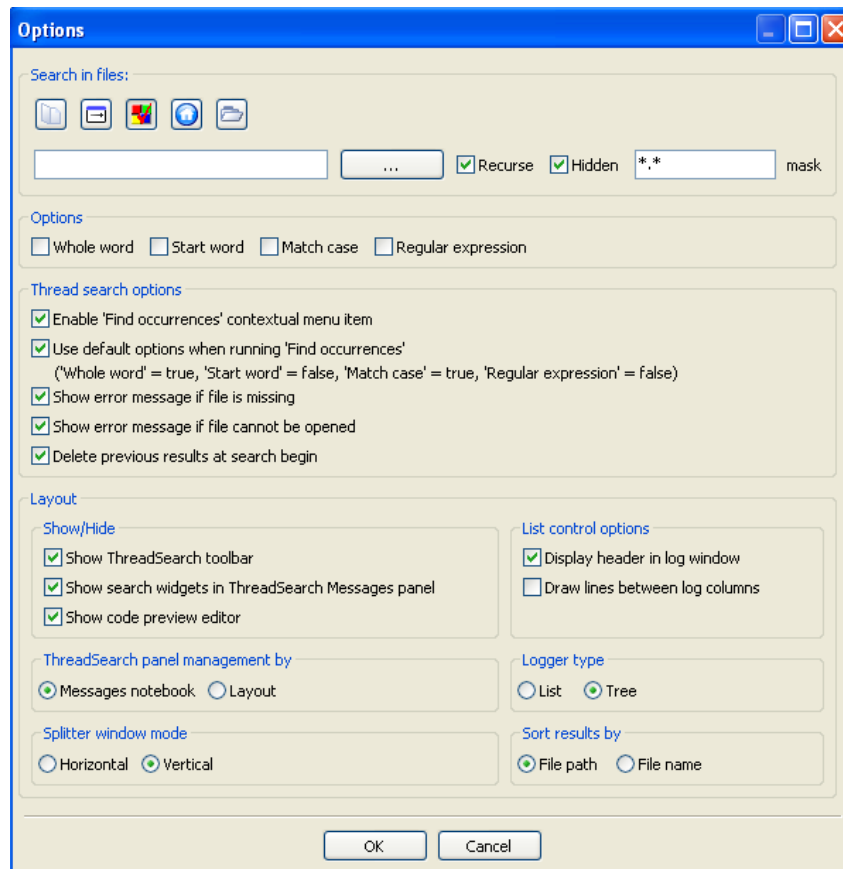 Options
Search in files:
... Recurse Hidden *.* mask
Options
Whole word Start word Match case Regular expression
Thread search options
Enable 'Find occurrences' contextual menu item
Use default options when running 'Find occurrences'
('Whole word' = true, 'Start word' = false, 'Match case' = true, 'Regular expression' = false)
Show error message if file is missing
Show error message if file cannot be opened
Delete previous results at search begin
Layout
Show/Hide
Show ThreadSearch toolbar
Show search widgets in ThreadSearch Messages panel
Show code preview editor
List control options
Display header in log window
Draw lines between log columns
ThreadSearch panel management by
Messages notebook Layout
Logger type
List Tree
Splitter window mode
Horizontal Vertical
Sort results by
File path File name
OK Cancel